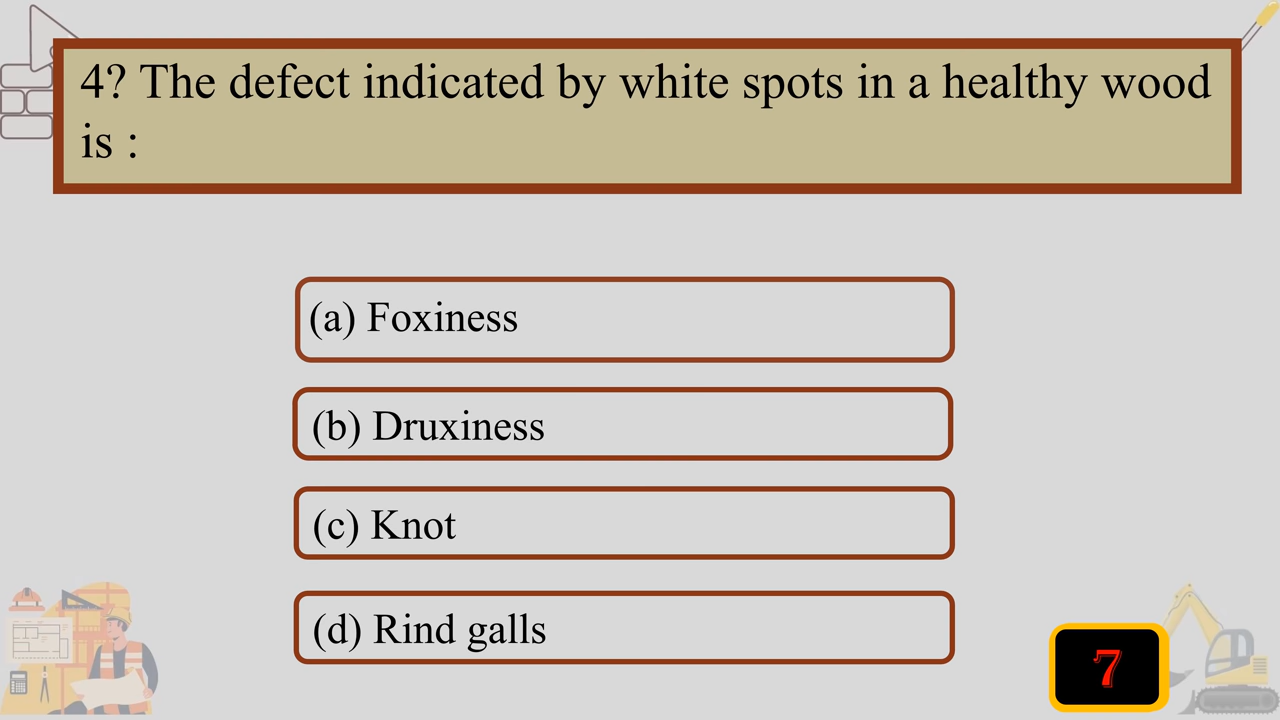 4? The defect indicated by white spots in a healthy wood
is :
(a) Foxiness
(b) Druxiness
(c) Knot
(d) Rind galls
7